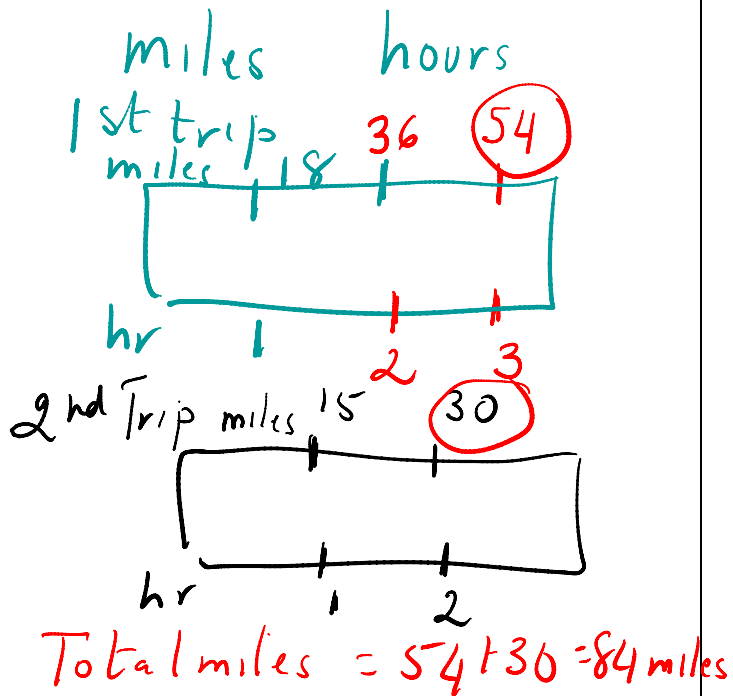 miles hours
1st trip 36 54
miles 18
hr 1 2 3
2nd Trip miles 15 30
hr 1 2
Total miles = 54+30=84 miles